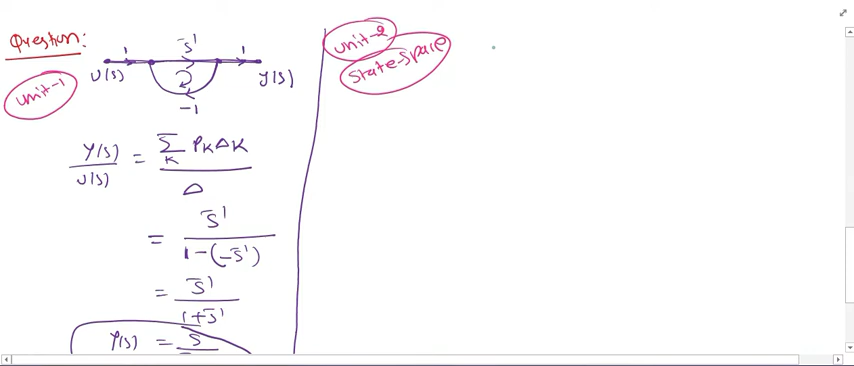 Question:
1 s⁻¹ 1
U(s) Y(s)
-1
Unit-1
Y(s)/U(s) = Σ_K P_K Δ_K / Δ
= s⁻¹ / 1-(-s⁻¹)
= s⁻¹ / 1+s⁻¹
Y(s) = s
Unit-2
State-Space